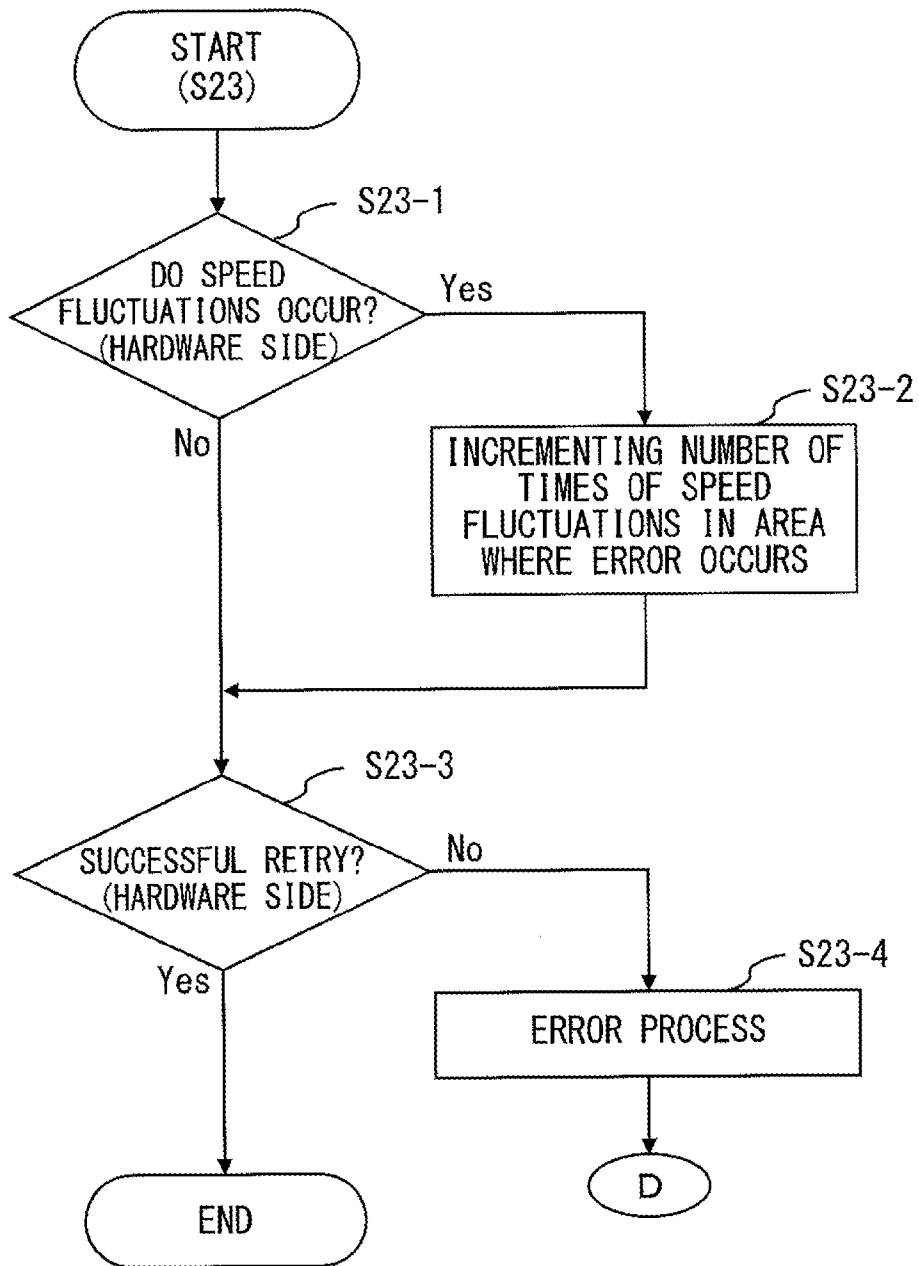 START
(S23)
S23-1
DO SPEED
FLUCTUATIONS OCCUR?
(HARDWARE SIDE)
Yes
No
S23-2
INCREMENTING NUMBER OF
TIMES OF SPEED
FLUCTUATIONS IN AREA
WHERE ERROR OCCURS
S23-3
SUCCESSFUL RETRY?
(HARDWARE SIDE)
No
Yes
S23-4
ERROR PROCESS
END
D